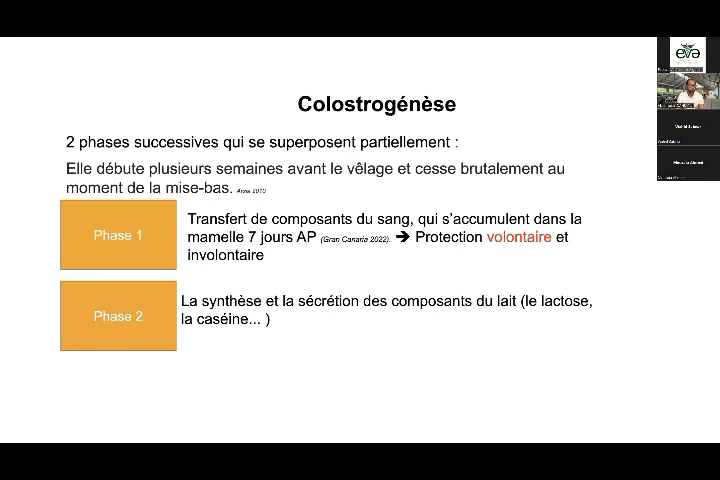 Colostrogénèse
2 phases successives qui se superposent partiellement :
Elle débute plusieurs semaines avant le vêlage et cesse brutalement au
moment de la mise-bas. Arzia 2010
Phase 1
Transfert de composants du sang, qui s’accumulent dans la
mamelle 7 jours AP (Gran Canaria 2022). ➔ Protection volontaire et
involontaire
Phase 2
La synthèse et la sécrétion des composants du lait (le lactose,
la caséine... )
eva